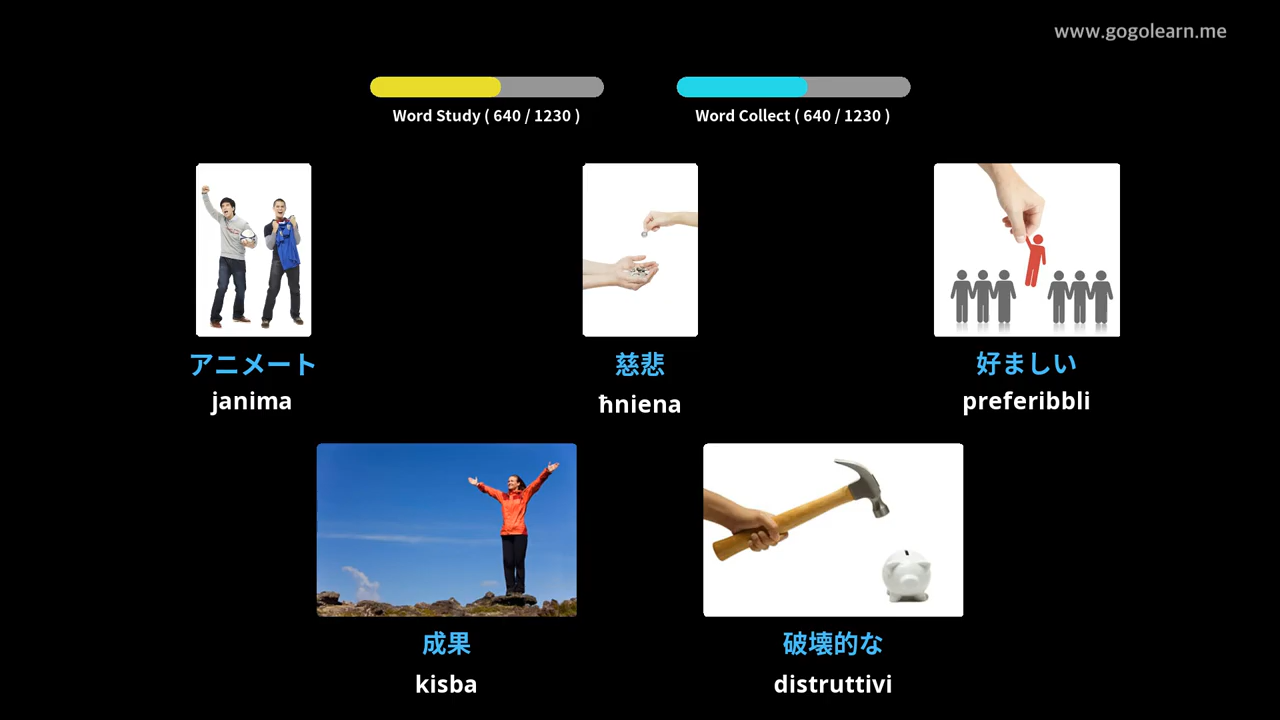 www.gogolearn.me
Word Study ( 640 / 1230 )
Word Collect ( 640 / 1230 )
アニメート
janima
慈悲
ħniena
好ましい
preferibbli
成果
kisba
破壊的な
distruttivi